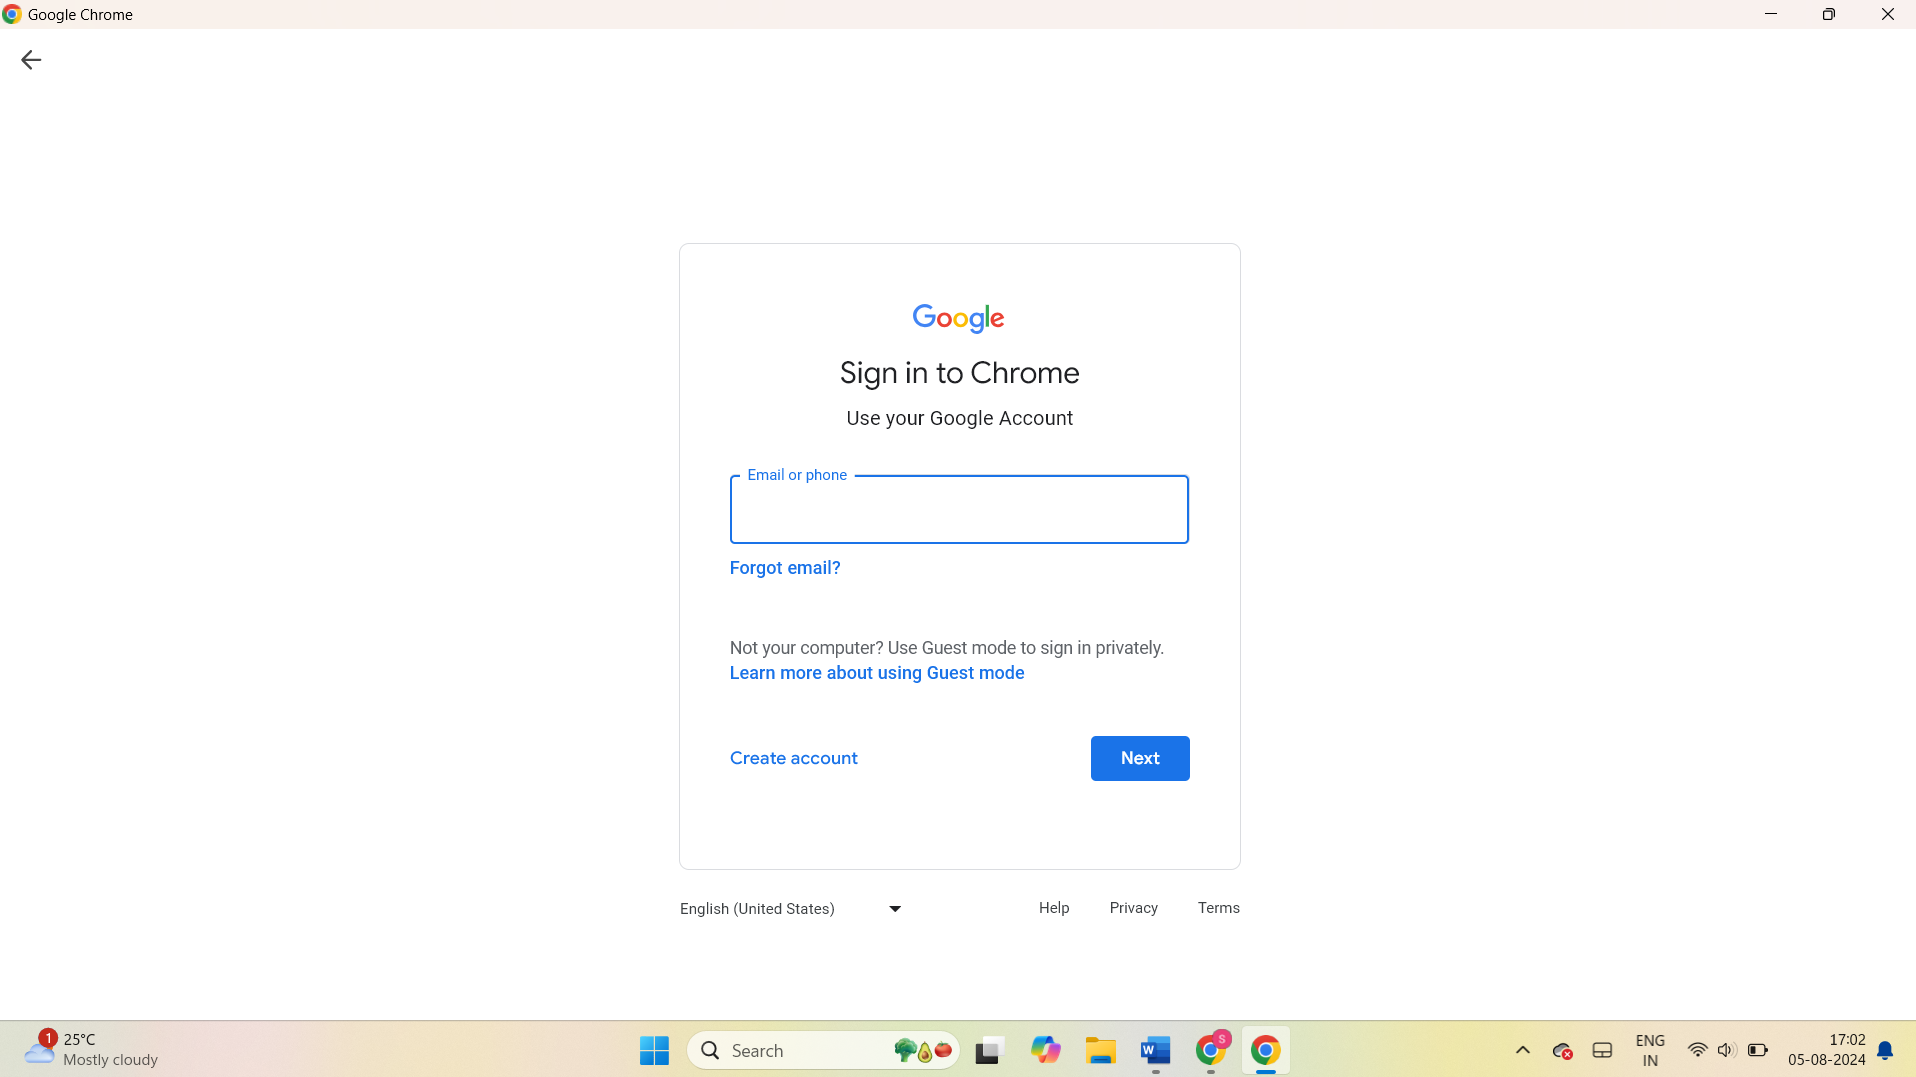 Google Chrome
Google
Sign in to Chrome
Use your Google Account
Email or phone
Forgot email?
Not your computer? Use Guest mode to sign in privately.
Learn more about using Guest mode
Create account
Next
English (United States)
Help
Privacy
Terms
1
25°C
Mostly cloudy
Search
W
S
ENG
IN
17:02
05-08-2024